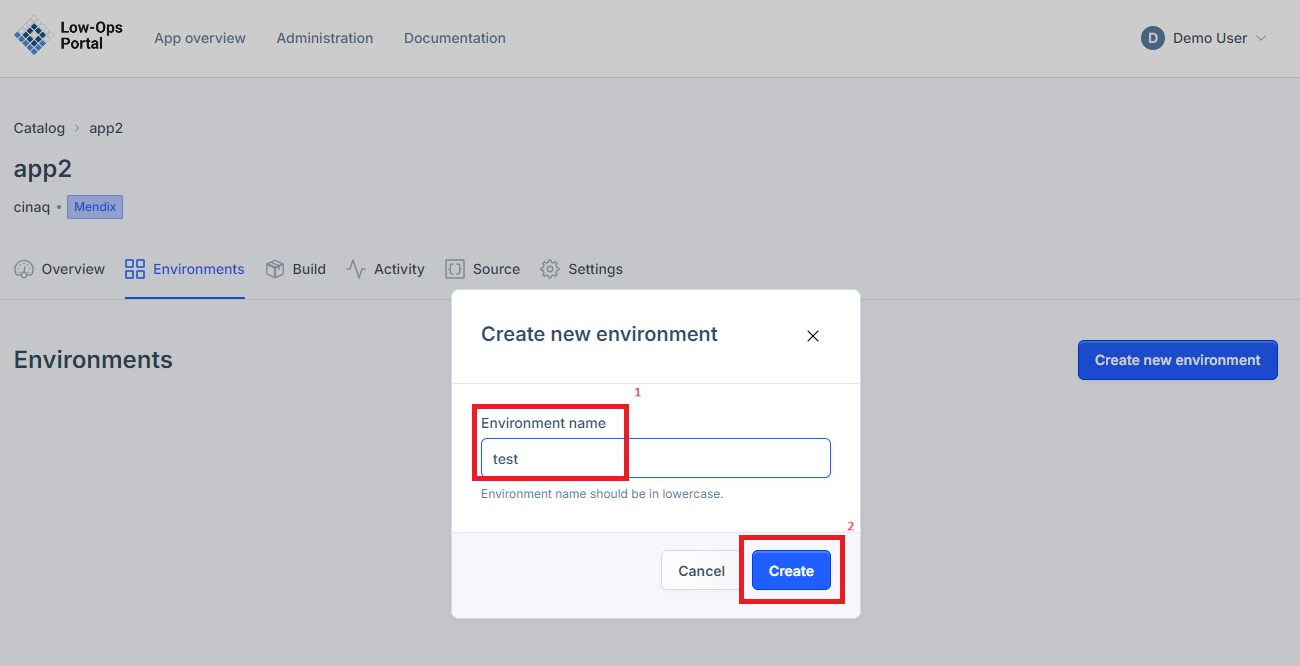 Low-Ops
Portal
App overview
Administration
Documentation
D
Demo User
Catalog
app2
app2
cinaq • Mendix
Overview
Environments
Build
Activity
Source
Settings
Environments
Create new environment
Create new environment
1
Environment name
test
Environment name should be in lowercase.
2
Cancel
Create